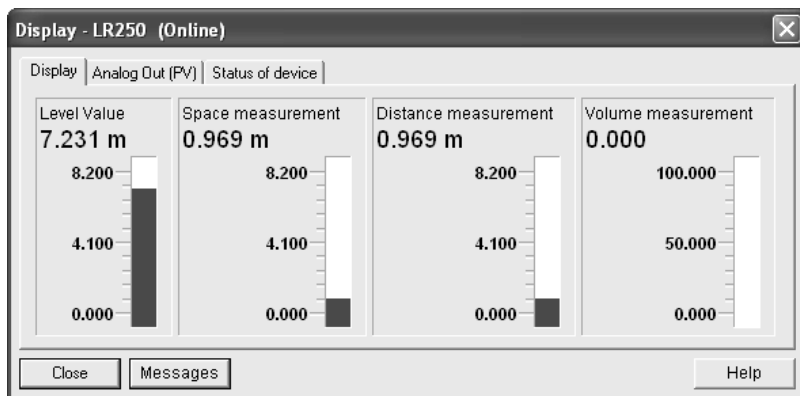 Display - LR250 (Online)
Display Analog Out (PV) Status of device
Level Value
7.231 m
8.200
4.100
0.000
Space measurement
0.969 m
8.200
4.100
0.000
Distance measurement
0.969 m
8.200
4.100
0.000
Volume measurement
0.000
100.000
50.000
0.000
Close Messages Help